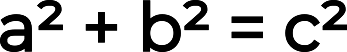 a² + b² = c²